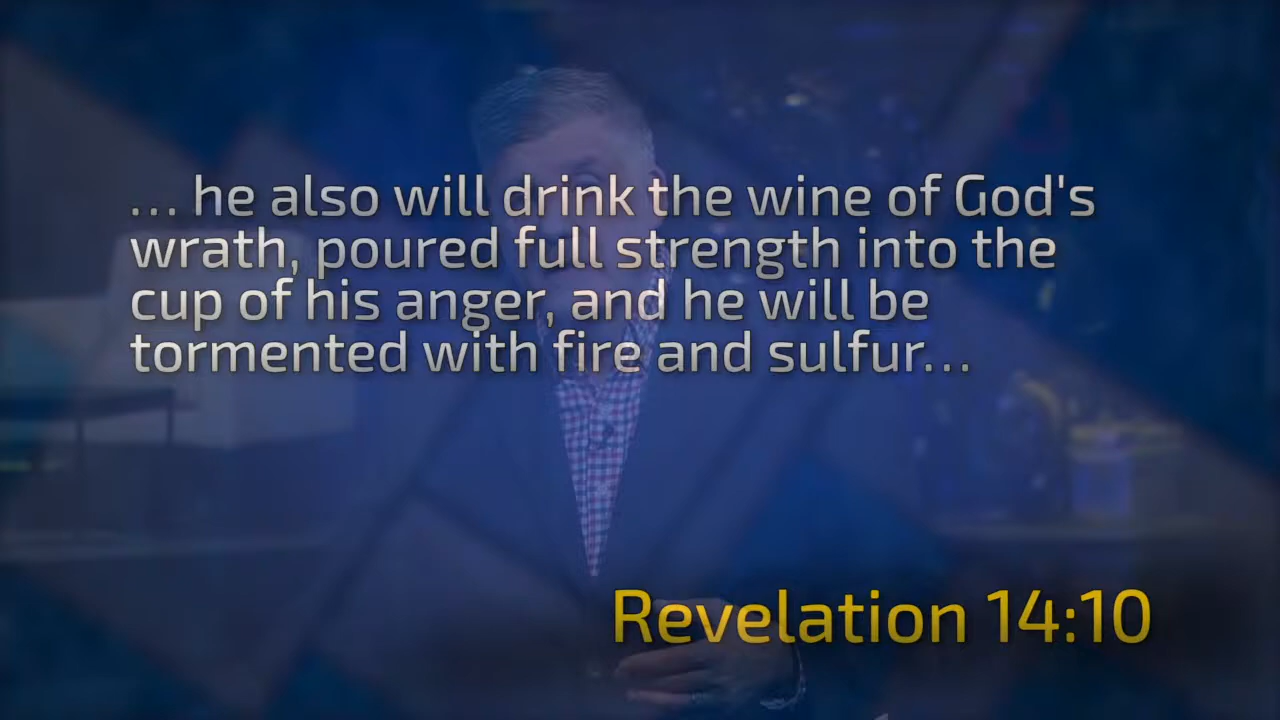 ... he also will drink the wine of God's
wrath, poured full strength into the
cup of his anger, and he will be
tormented with fire and sulfur...
Revelation 14:10